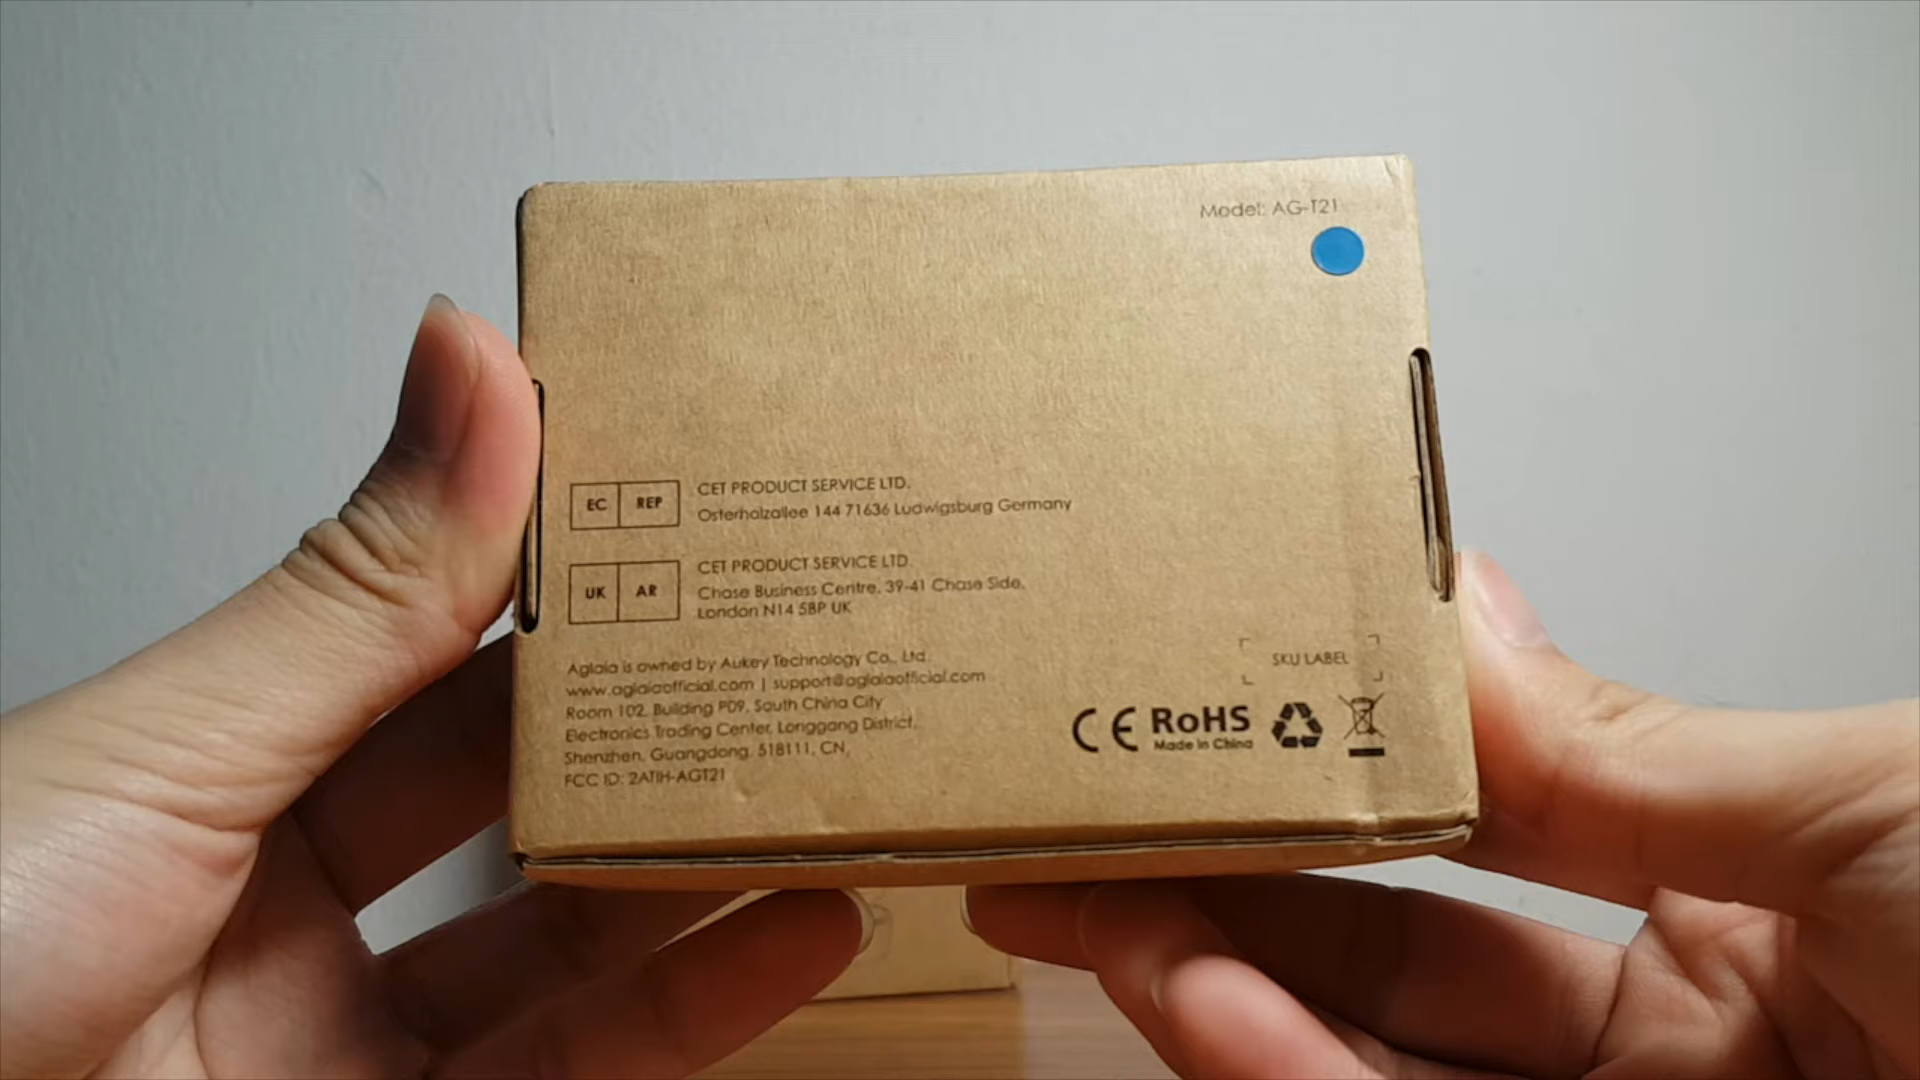 Model: AG-T21
EC REP
CET PRODUCT SERVICE LTD.
Osterholzallee 144 71636 Ludwigsburg Germany
UK AR
CET PRODUCT SERVICE LTD.
Chase Business Centre, 39-41 Chase Side,
London N14 5BP UK
Aglaia is owned by Aukey Technology Co., Ltd.
www.aglaiaofficial.com | support@aglaiaofficial.com
Room 102, Building P09, South China City
Electronics Trading Center, Longgang District,
Shenzhen, Guangdong, 518111, CN,
FCC ID: 2ATIH-AGT21
SKU LABEL
CE RoHS
Made in China